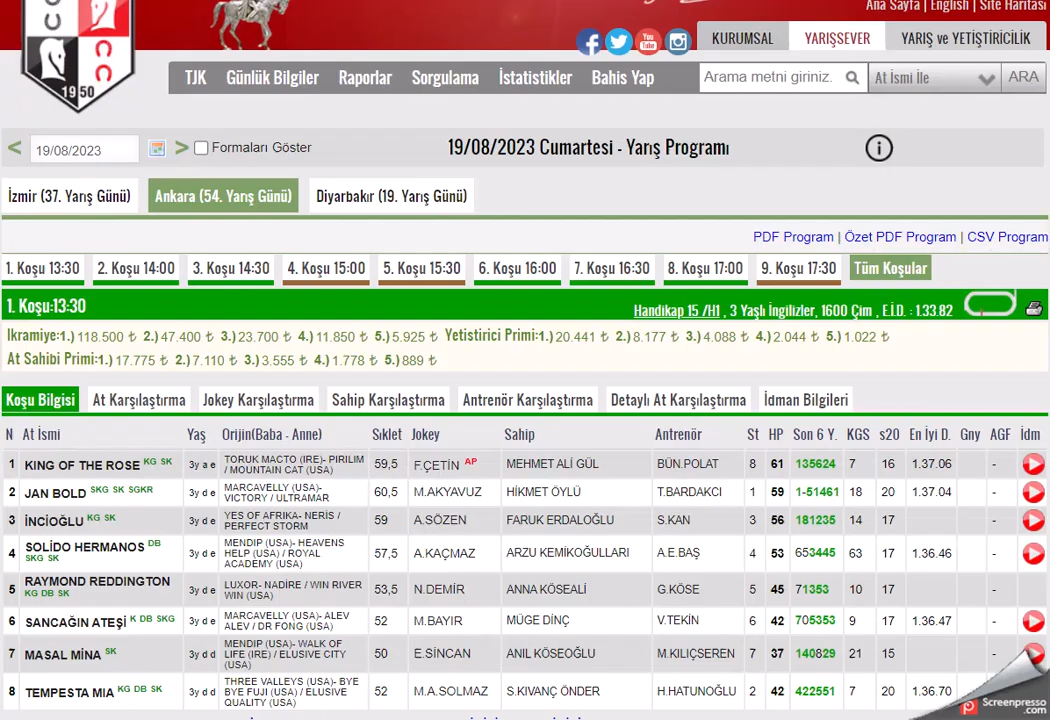 Ana Sayfa | English | Site Haritası
KURUMSAL YARIŞSEVER YARIŞ ve YETİŞTİRİCİLİK
1950
TJK Günlük Bilgiler Raporlar Sorgulama İstatistikler Bahis Yap Arama metni giriniz. At İsmi İle ARA
< 19/08/2023 > Formaları Göster 19/08/2023 Cumartesi - Yarış Programı
İzmir (37. Yarış Günü) Ankara (54. Yarış Günü) Diyarbakır (19. Yarış Günü)
PDF Program | Özet PDF Program | CSV Program
1. Koşu 13:30 2. Koşu 14:00 3. Koşu 14:30 4. Koşu 15:00 5. Koşu 15:30 6. Koşu 16:00 7. Koşu 16:30 8. Koşu 17:00 9. Koşu 17:30 Tüm Koşular
1. Koşu:13:30 Handikap 15 /H1 , 3 Yaşlı İngilizler, 1600 Çim , E.İ.D. : 1.33.82
Ikramiye:1.) 118.500 ₺ 2.) 47.400 ₺ 3.) 23.700 ₺ 4.) 11.850 ₺ 5.) 5.925 ₺ Yetistirici Primi:1.) 20.441 ₺ 2.) 8.177 ₺ 3.) 4.088 ₺ 4.) 2.044 ₺ 5.) 1.022 ₺
At Sahibi Primi:1.) 17.775 ₺ 2.) 7.110 ₺ 3.) 3.555 ₺ 4.) 1.778 ₺ 5.) 889 ₺
Koşu Bilgisi At Karşılaştırma Jokey Karşılaştırma Sahip Karşılaştırma Antrenör Karşılaştırma Detaylı At Karşılaştırma İdman Bilgileri
N At İsmi Yaş Orijin(Baba - Anne) Sıklet Jokey Sahip Antrenör St HP Son 6 Y. KGS s20 En İyi D. Gny AGF İdm
1 KING OF THE ROSE KG SK 3y a e TORUK MACTO (IRE)- PIRILIM / MOUNTAIN CAT (USA) 59,5 F.ÇETİN AP MEHMET ALİ GÜL BÜN.POLAT 8 61 135624 7 16 1.37.06 -
2 JAN BOLD SKG SK SGKR 3y d e MARCAVELLY (USA)- VICTORY / ULTRAMAR 60,5 M.AKYAVUZ HİKMET ÖYLÜ T.BARDAKCI 1 59 1-51461 18 20 1.37.04 -
3 İNCİOĞLU KG SK 3y d e YES OF AFRIKA- NERİS / PERFECT STORM 59 A.SÖZEN FARUK ERDALOĞLU S.KAN 3 56 181235 14 17 -
4 SOLİDO HERMANOS DB SKG SK 3y d e MENDIP (USA)- HEAVENS HELP (USA) / ROYAL ACADEMY (USA) 57,5 A.KAÇMAZ ARZU KEMİKOĞULLARI A.E.BAŞ 4 53 653445 63 17 1.36.46 -
5 RAYMOND REDDINGTON KG DB SK 3y d e LUXOR- NADİRE / WIN RIVER WIN (USA) 53,5 N.DEMİR ANNA KÖSEALİ G.KÖSE 5 45 71353 10 17 -
6 SANCAĞIN ATEŞİ K DB SKG 3y d e MARCAVELLY (USA)- ALEV ALEV / DR FONG (USA) 52 M.BAYIR MÜGE DİNÇ V.TEKİN 6 42 705353 9 17 1.36.47 -
7 MASAL MİNA SK 3y d d MENDIP (USA)- WALK OF LIFE (IRE) / ELUSIVE CITY (USA) 50 E.SİNCAN ANIL KÖSEOĞLU M.KILIÇSEREN 7 37 140829 21 15 -
8 TEMPESTA MIA KG DB SK 3y d d THREE VALLEYS (USA)- BYE BYE FUJI (USA) / ELUSIVE QUALITY (USA) 52 M.A.SOLMAZ S.KIVANÇ ÖNDER H.HATUNOĞLU 2 42 422551 7 20 1.36.70 -
Screenpresso
.com